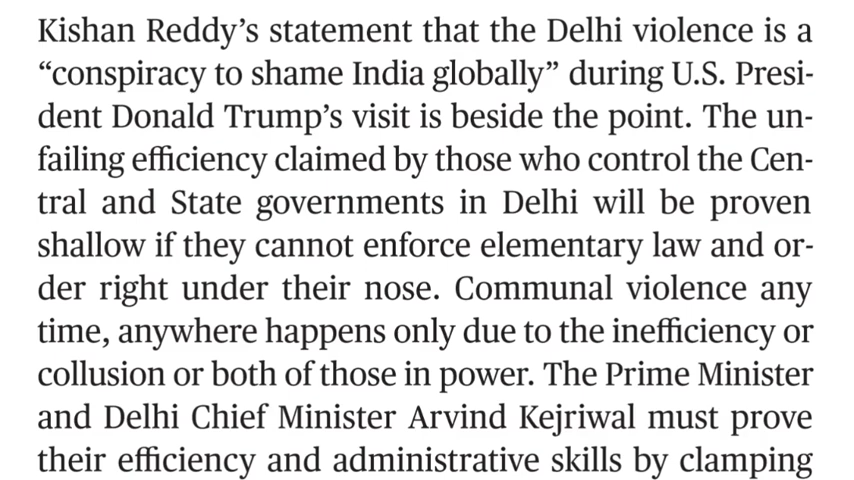 Kishan Reddy’s statement that the Delhi violence is a
“conspiracy to shame India globally” during U.S. Presi-
dent Donald Trump’s visit is beside the point. The un-
failing efficiency claimed by those who control the Cen-
tral and State governments in Delhi will be proven
shallow if they cannot enforce elementary law and or-
der right under their nose. Communal violence any
time, anywhere happens only due to the inefficiency or
collusion or both of those in power. The Prime Minister
and Delhi Chief Minister Arvind Kejriwal must prove
their efficiency and administrative skills by clamping